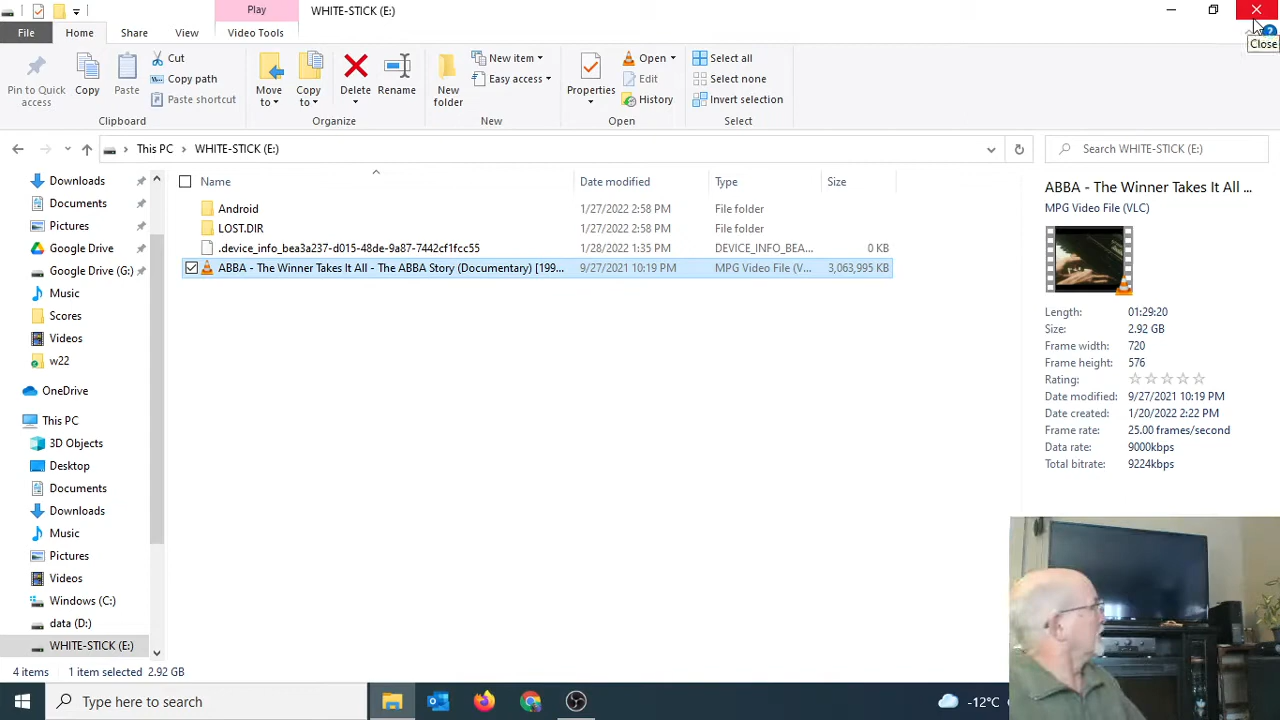 Play
WHITE-STICK (E:)
File
Home
Share
View
Video Tools
Close
Pin to Quick access
Copy
Paste
Cut
Copy path
Paste shortcut
Clipboard
Move to
Copy to
Delete
Rename
Organize
New folder
New item
Easy access
New
Properties
Open
Edit
History
Open
Select all
Select none
Invert selection
Select
This PC
WHITE-STICK (E:)
Search WHITE-STICK (E:)
Name
Date modified
Type
Size
Android
1/27/2022 2:58 PM
File folder
LOST.DIR
1/27/2022 2:58 PM
File folder
.device_info_bea3a237-d015-48de-9a87-7442cf1fcc55
1/28/2022 1:35 PM
DEVICE_INFO_BEA...
0 KB
ABBA - The Winner Takes It All - The ABBA Story (Documentary) [199...
9/27/2021 10:19 PM
MPG Video File (V...
3,063,995 KB
Downloads
Documents
Pictures
Google Drive
Google Drive (G:)
Music
Scores
Videos
w22
OneDrive
This PC
3D Objects
Desktop
Documents
Downloads
Music
Pictures
Videos
Windows (C:)
data (D:)
WHITE-STICK (E:)
ABBA - The Winner Takes It All ...
MPG Video File (VLC)
Length: 01:29:20
Size: 2.92 GB
Frame width: 720
Frame height: 576
Rating:
Date modified: 9/27/2021 10:19 PM
Date created: 1/20/2022 2:22 PM
Frame rate: 25.00 frames/second
Data rate: 9000kbps
Total bitrate: 9224kbps
4 items
1 item selected 2.92 GB
Type here to search
-12°C